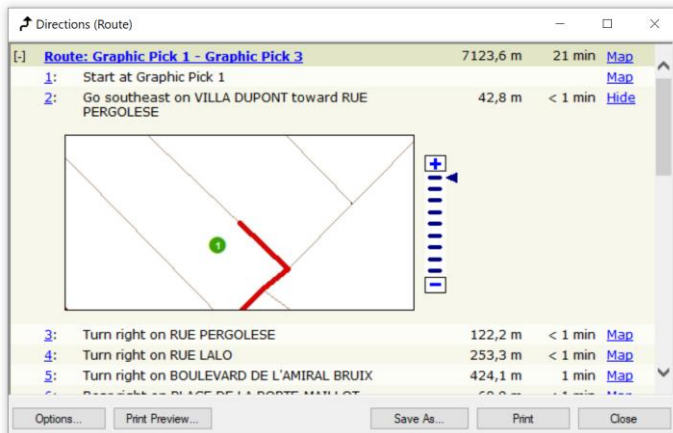 Directions (Route)
[-] Route: Graphic Pick 1 - Graphic Pick 3 7123,6 m 21 min Map
1: Start at Graphic Pick 1 Map
2: Go southeast on VILLA DUPONT toward RUE PERGOLESE 42,8 m < 1 min Hide
1
3: Turn right on RUE PERGOLESE 122,2 m < 1 min Map
4: Turn right on RUE LALO 253,3 m < 1 min Map
5: Turn right on BOULEVARD DE L'AMIRAL BRUIX 424,1 m 1 min Map
Options... Print Preview... Save As... Print Close